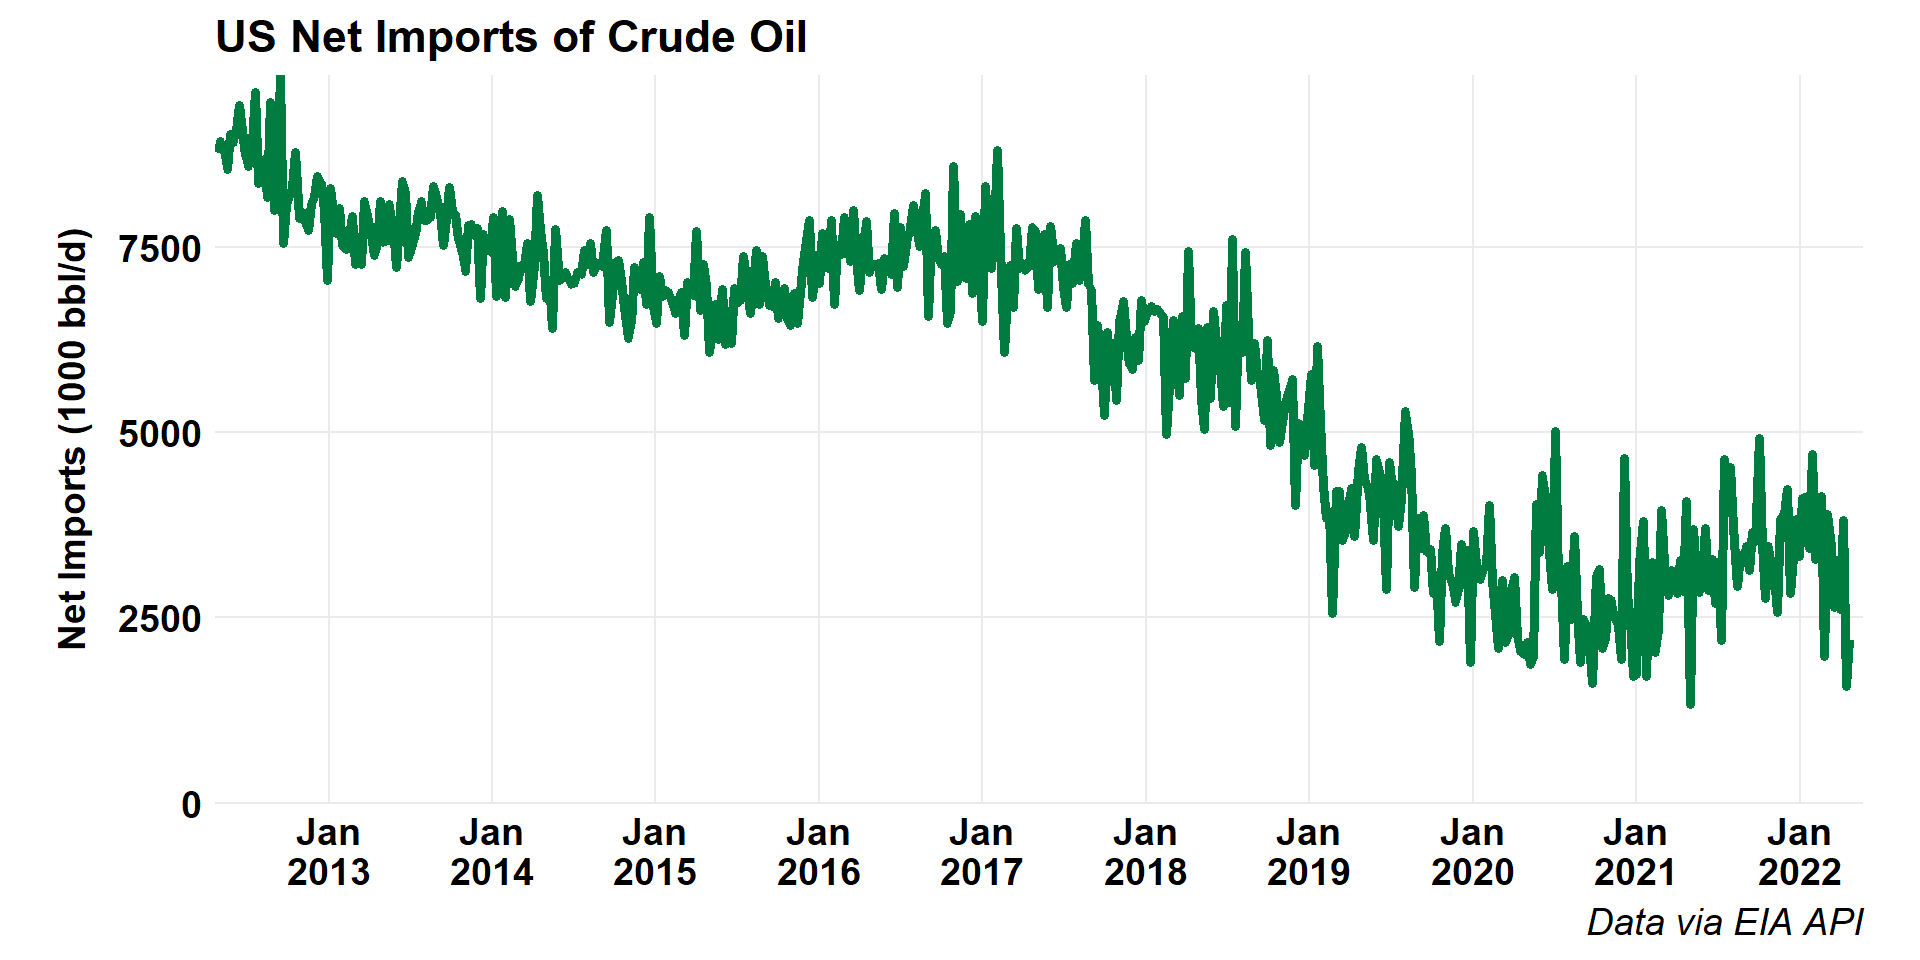 US Net Imports of Crude Oil
Net Imports (1000 bbl/d)
7500
5000
2500
0
Jan Jan Jan Jan Jan Jan Jan Jan Jan Jan
2013 2014 2015 2016 2017 2018 2019 2020 2021 2022
Data via EIA API